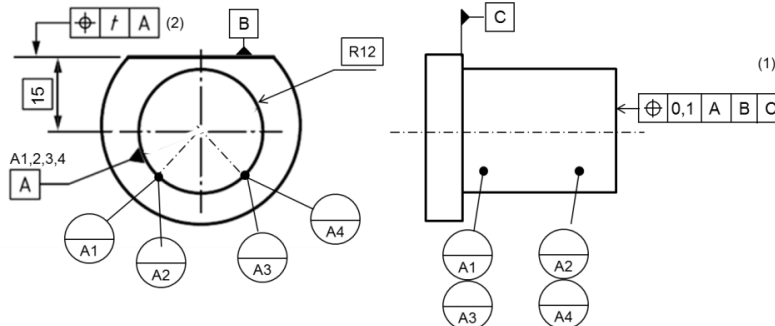 ⌖ t A (2)
B
R12
15
A1,2,3,4
A
A1
A2
A3
A4
C
(1)
⌖ 0,1 A B C
A1
A2
A3
A4